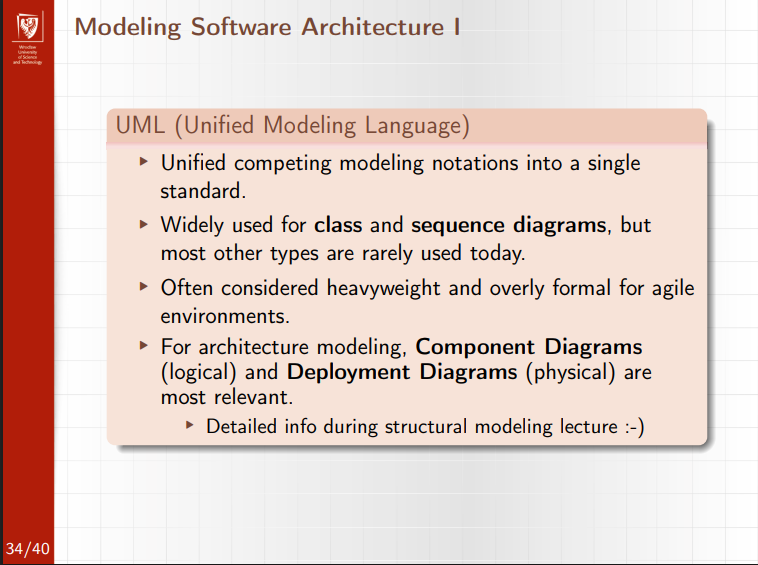 Modeling Software Architecture I
Wrocław
University
of Science
and Technology
UML (Unified Modeling Language)
Unified competing modeling notations into a single
standard.
Widely used for class and sequence diagrams, but
most other types are rarely used today.
Often considered heavyweight and overly formal for agile
environments.
For architecture modeling, Component Diagrams
(logical) and Deployment Diagrams (physical) are
most relevant.
Detailed info during structural modeling lecture :-)
34/40